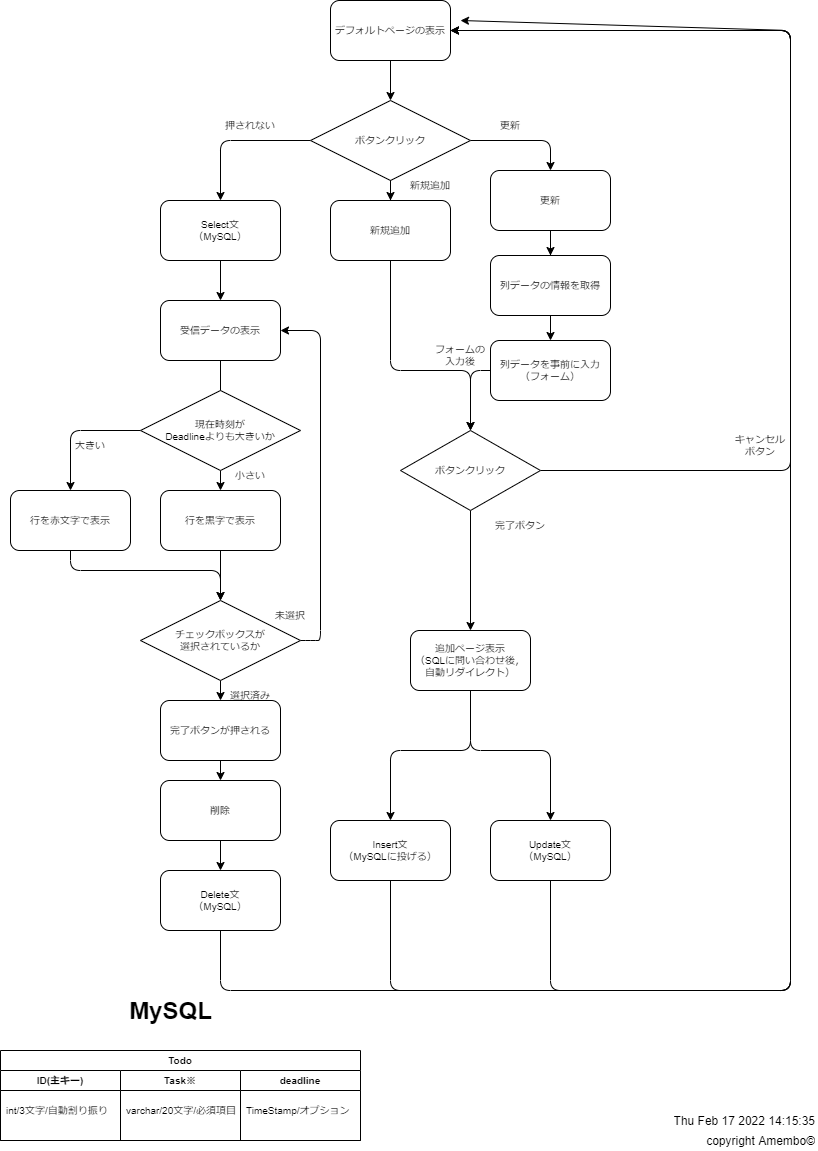 デフォルトページの表示
押されない
ボタンクリック
更新
新規追加
Select文
（MySQL）
新規追加
更新
列データの情報を取得
受信データの表示
フォームの
入力後
列データを事前に入力
（フォーム）
現在時刻が
Deadlineよりも大きいか
大きい
小さい
ボタンクリック
キャンセル
ボタン
行を赤文字で表示
行を黒字で表示
完了ボタン
未選択
チェックボックスが
選択されているか
追加ページ表示
（SQLに問い合わせ後,
自動リダイレクト）
選択済み
完了ボタンが押される
削除
Insert文
（MySQLに投げる）
Update文
（MySQL）
Delete文
（MySQL）
MySQL
Todo
ID(主キー) Task※ deadline
int/3文字/自動割り振り varchar/20文字/必須項目 TimeStamp/オプション
Thu Feb 17 2022 14:15:35
copyright Amembo©